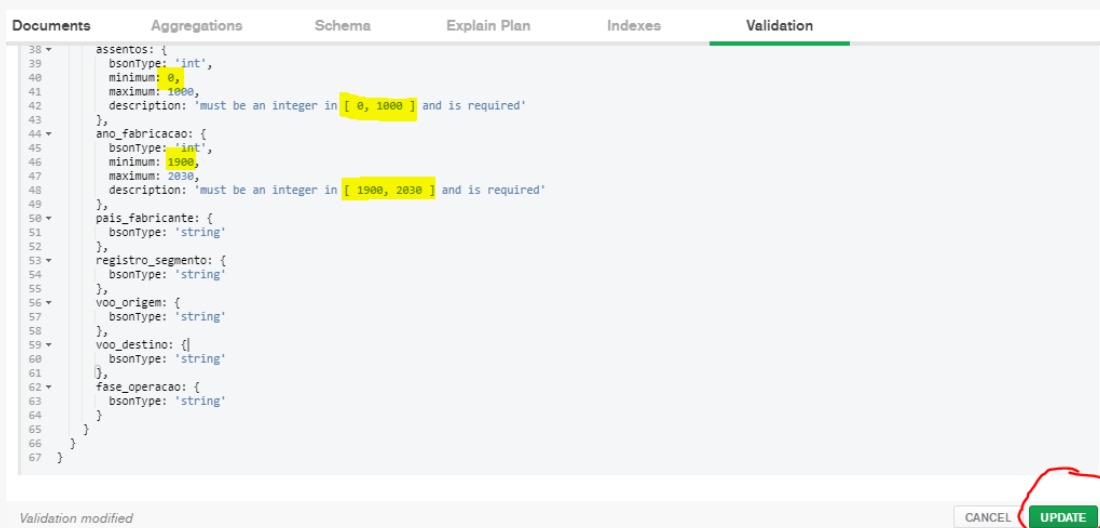 Documents Aggregations Schema Explain Plan Indexes Validation
38 assentos: {
39 bsonType: 'int',
40 minimum: 0,
41 maximum: 1000,
42 description: 'must be an integer in [ 0, 1000 ] and is required'
43 },
44 ano_fabricacao: {
45 bsonType: 'int',
46 minimum: 1900,
47 maximum: 2030,
48 description: 'must be an integer in [ 1900, 2030 ] and is required'
49 },
50 pais_fabricante: {
51 bsonType: 'string'
52 },
53 registro_segmento: {
54 bsonType: 'string'
55 },
56 voo_origem: {
57 bsonType: 'string'
58 },
59 voo_destino: {
60 bsonType: 'string'
61 },
62 fase_operacao: {
63 bsonType: 'string'
64 }
65 }
66 }
67 }
Validation modified CANCEL UPDATE